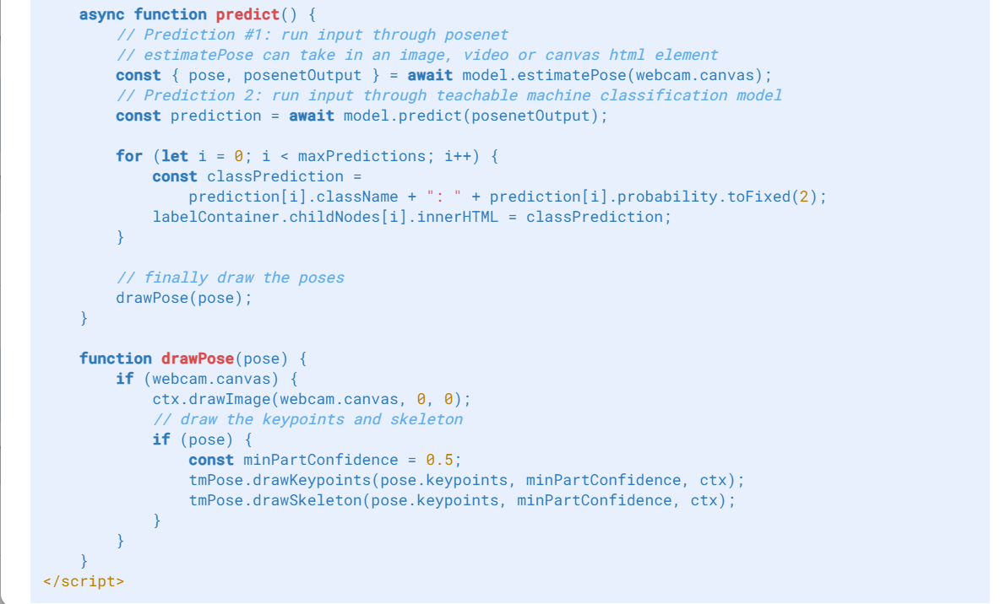 async function predict() {
// Prediction #1: run input through posenet
// estimatePose can take in an image, video or canvas html element
const { pose, posenetOutput } = await model.estimatePose(webcam.canvas);
// Prediction 2: run input through teachable machine classification model
const prediction = await model.predict(posenetOutput);
for (let i = 0; i < maxPredictions; i++) {
const classPrediction =
prediction[i].className + ": " + prediction[i].probability.toFixed(2);
labelContainer.childNodes[i].innerHTML = classPrediction;
}
// finally draw the poses
drawPose(pose);
}
function drawPose(pose) {
if (webcam.canvas) {
ctx.drawImage(webcam.canvas, 0, 0);
// draw the keypoints and skeleton
if (pose) {
const minPartConfidence = 0.5;
tmPose.drawKeypoints(pose.keypoints, minPartConfidence, ctx);
tmPose.drawSkeleton(pose.keypoints, minPartConfidence, ctx);
}
}
}
</script>